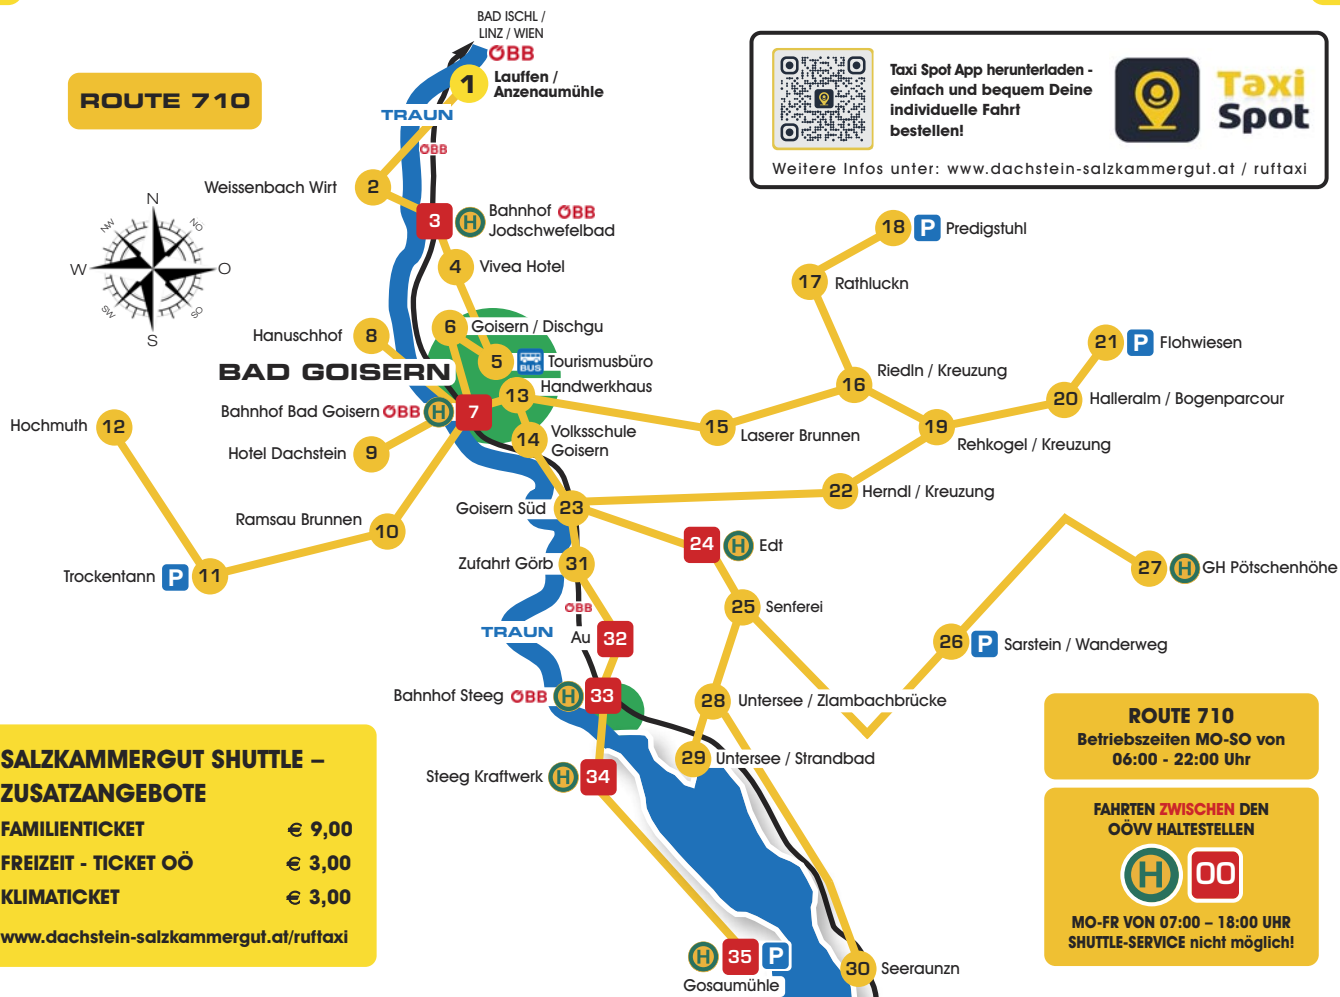 BAD ISCHL /
LINZ / WIEN
ÖBB
1
Lauffen /
Anzenaumühle
ROUTE 710
TRAUN
ÖBB
Taxi Spot App herunterladen -
einfach und bequem Deine
individuelle Fahrt
bestellen!
Taxi
Spot
Weitere Infos unter: www.dachstein-salzkammergut.at / ruftaxi
Weissenbach Wirt
2
N
NW
NO
W
O
SW
SO
S
3
H
Bahnhof ÖBB
Jodschwefelbad
4
Vivea Hotel
18
P
Predigstuhl
17
Rathluckn
Hanuschhof
8
6
Goisern / Dischgu
5
BUS
Tourismusbüro
BAD GOISERN
21
P
Flohwiesen
Riedln / Kreuzung
16
13
Handwerkhaus
20
Halleralm / Bogenparcour
Bahnhof Bad Goisern ÖBB
H
7
Hochmuth
12
14
Volksschule
Goisern
15
Laserer Brunnen
19
Rehkogel / Kreuzung
Hotel Dachstein
9
22
Herndl / Kreuzung
Goisern Süd
23
Ramsau Brunnen
10
24
H
Edt
Trockentann
P
11
Zufahrt Görb
31
27
H
GH Pötschenhöhe
ÖBB
25
Senferei
TRAUN
Au
32
26
P
Sarstein / Wanderweg
Bahnhof Steeg ÖBB
H
33
28
Untersee / Zlambachbrücke
29
Untersee / Strandbad
Steeg Kraftwerk
H
34
ROUTE 710
Betriebszeiten MO-SO von
06:00 - 22:00 Uhr
SALZKAMMERGUT SHUTTLE –
ZUSATZANGEBOTE
FAMILIENTICKET € 9,00
FREIZEIT - TICKET OÖ € 3,00
KLIMATICKET € 3,00
www.dachstein-salzkammergut.at/ruftaxi
FAHRTEN ZWISCHEN DEN
OÖVV HALTESTELLEN
H
00
MO-FR VON 07:00 – 18:00 UHR
SHUTTLE-SERVICE nicht möglich!
H
35
P
Gosaumühle
30
Seeraunzn